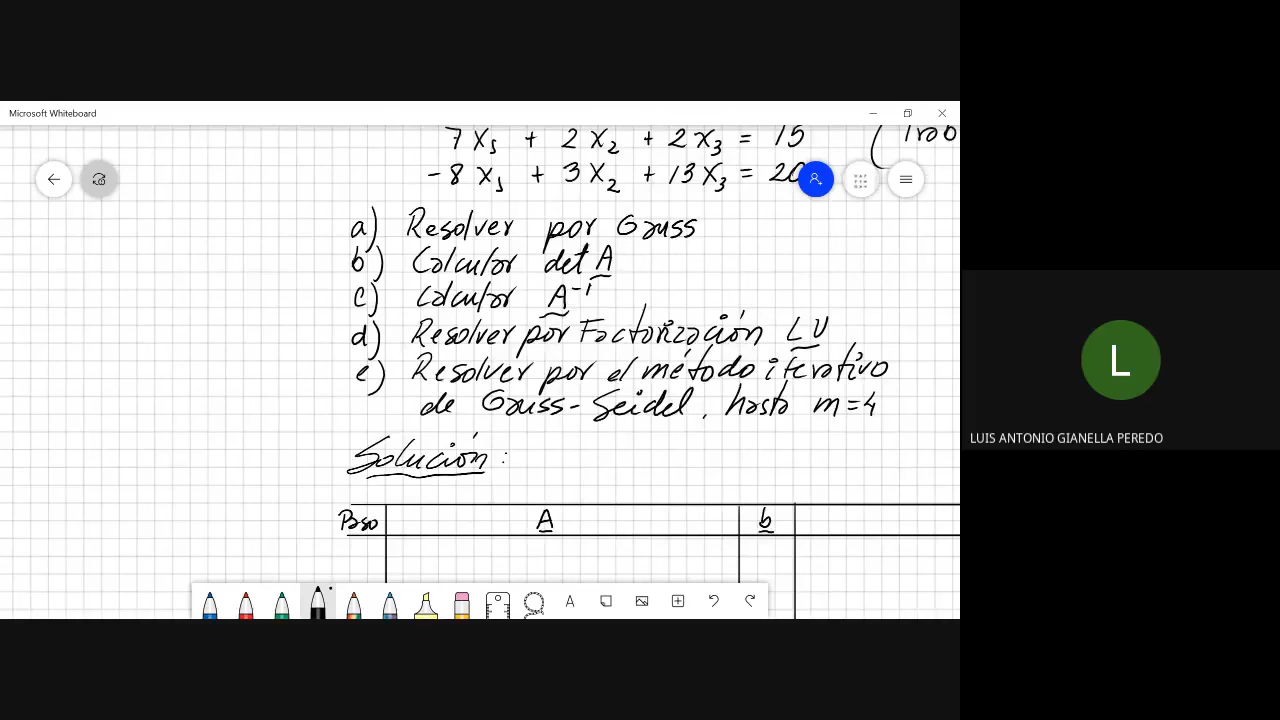 Microsoft Whiteboard
7 x₁ + 2 x₂ + 2 x₃ = 15
-8 x₁ + 3 x₂ + 13 x₃ = 20
a) Resolver por Gauss
b) Calcular det A
c) Calcular A⁻¹
d) Resolver por Factorización LU
e) Resolver por el método iterativo
de Gauss-Seidel, hasta m=4
Solución:
Paso A b
L
LUIS ANTONIO GIANELLA PEREDO